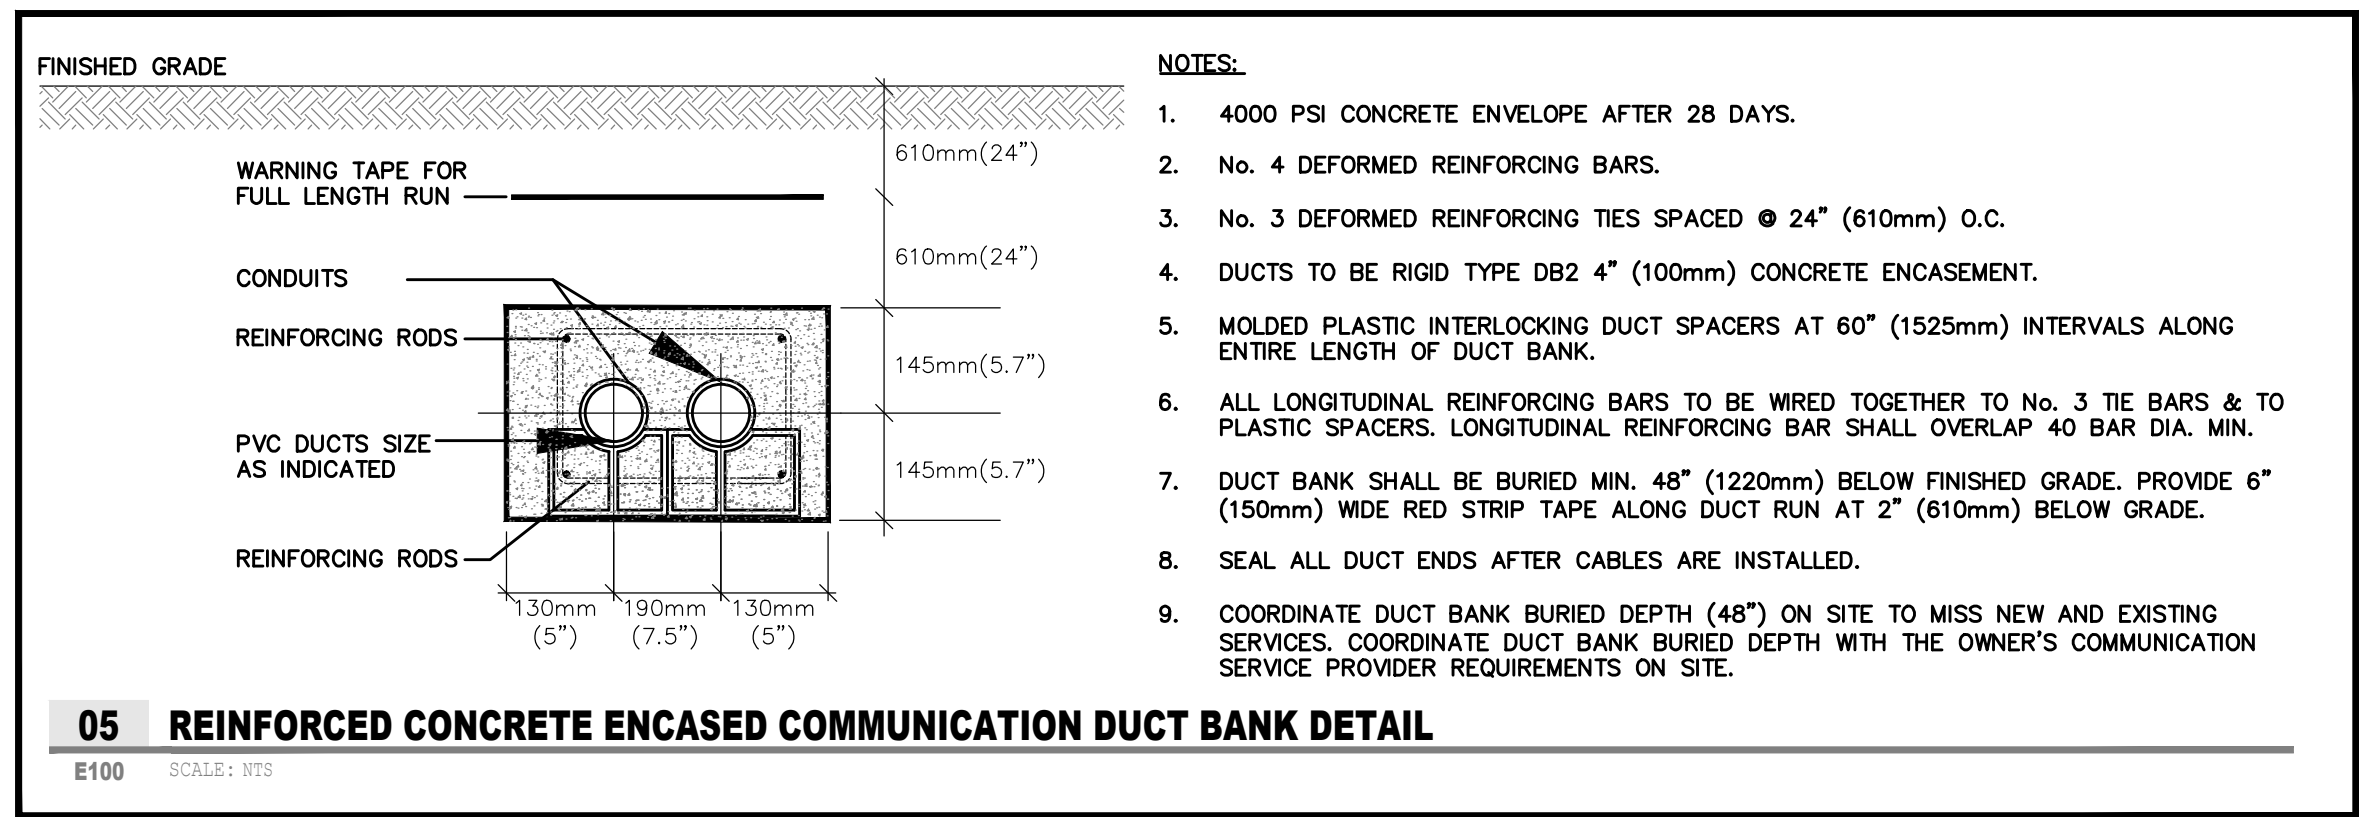 FINISHED GRADE
WARNING TAPE FOR
FULL LENGTH RUN
CONDUITS
REINFORCING RODS
PVC DUCTS SIZE
AS INDICATED
REINFORCING RODS
610mm(24")
610mm(24")
145mm(5.7")
145mm(5.7")
130mm 190mm 130mm
(5") (7.5") (5")
NOTES:
1. 4000 PSI CONCRETE ENVELOPE AFTER 28 DAYS.
2. No. 4 DEFORMED REINFORCING BARS.
3. No. 3 DEFORMED REINFORCING TIES SPACED @ 24" (610mm) O.C.
4. DUCTS TO BE RIGID TYPE DB2 4" (100mm) CONCRETE ENCASEMENT.
5. MOLDED PLASTIC INTERLOCKING DUCT SPACERS AT 60" (1525mm) INTERVALS ALONG
ENTIRE LENGTH OF DUCT BANK.
6. ALL LONGITUDINAL REINFORCING BARS TO BE WIRED TOGETHER TO No. 3 TIE BARS & TO
PLASTIC SPACERS. LONGITUDINAL REINFORCING BAR SHALL OVERLAP 40 BAR DIA. MIN.
7. DUCT BANK SHALL BE BURIED MIN. 48" (1220mm) BELOW FINISHED GRADE. PROVIDE 6"
(150mm) WIDE RED STRIP TAPE ALONG DUCT RUN AT 2" (610mm) BELOW GRADE.
8. SEAL ALL DUCT ENDS AFTER CABLES ARE INSTALLED.
9. COORDINATE DUCT BANK BURIED DEPTH (48") ON SITE TO MISS NEW AND EXISTING
SERVICES. COORDINATE DUCT BANK BURIED DEPTH WITH THE OWNER'S COMMUNICATION
SERVICE PROVIDER REQUIREMENTS ON SITE.
05 REINFORCED CONCRETE ENCASED COMMUNICATION DUCT BANK DETAIL
E100 SCALE: NTS